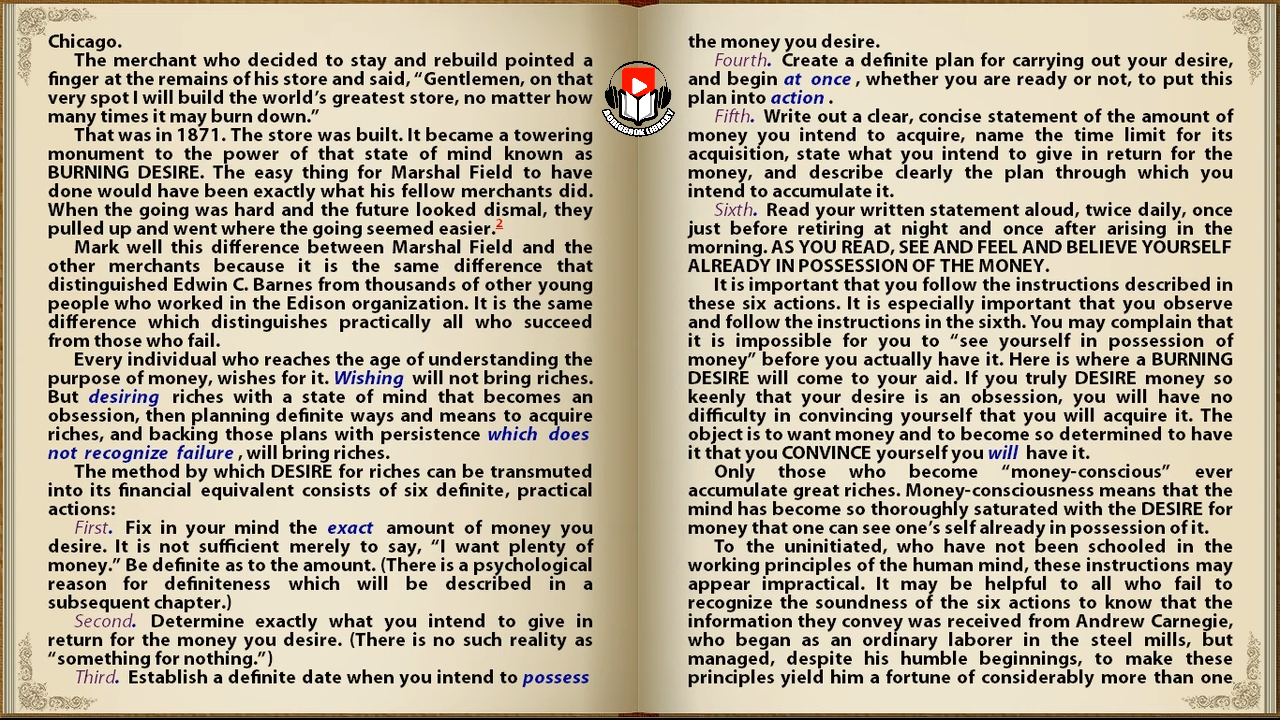 Chicago.
The merchant who decided to stay and rebuild pointed a
finger at the remains of his store and said, “Gentlemen, on that
very spot I will build the world’s greatest store, no matter how
many times it may burn down.”
That was in 1871. The store was built. It became a towering
monument to the power of that state of mind known as
BURNING DESIRE. The easy thing for Marshal Field to have
done would have been exactly what his fellow merchants did.
When the going was hard and the future looked dismal, they
pulled up and went where the going seemed easier.2
Mark well this difference between Marshal Field and the
other merchants because it is the same difference that
distinguished Edwin C. Barnes from thousands of other young
people who worked in the Edison organization. It is the same
difference which distinguishes practically all who succeed
from those who fail.
Every individual who reaches the age of understanding the
purpose of money, wishes for it. Wishing will not bring riches.
But desiring riches with a state of mind that becomes an
obsession, then planning definite ways and means to acquire
riches, and backing those plans with persistence which does
not recognize failure , will bring riches.
The method by which DESIRE for riches can be transmuted
into its financial equivalent consists of six definite, practical
actions:
First. Fix in your mind the exact amount of money you
desire. It is not sufficient merely to say, “I want plenty of
money.” Be definite as to the amount. (There is a psychological
reason for definiteness which will be described in a
subsequent chapter.)
Second. Determine exactly what you intend to give in
return for the money you desire. (There is no such reality as
“something for nothing.”)
Third. Establish a definite date when you intend to possess
AUDIOBOOK LIBRARY
the money you desire.
Fourth. Create a definite plan for carrying out your desire,
and begin at once , whether you are ready or not, to put this
plan into action .
Fifth. Write out a clear, concise statement of the amount of
money you intend to acquire, name the time limit for its
acquisition, state what you intend to give in return for the
money, and describe clearly the plan through which you
intend to accumulate it.
Sixth. Read your written statement aloud, twice daily, once
just before retiring at night and once after arising in the
morning. AS YOU READ, SEE AND FEEL AND BELIEVE YOURSELF
ALREADY IN POSSESSION OF THE MONEY.
It is important that you follow the instructions described in
these six actions. It is especially important that you observe
and follow the instructions in the sixth. You may complain that
it is impossible for you to “see yourself in possession of
money” before you actually have it. Here is where a BURNING
DESIRE will come to your aid. If you truly DESIRE money so
keenly that your desire is an obsession, you will have no
difficulty in convincing yourself that you will acquire it. The
object is to want money and to become so determined to have
it that you CONVINCE yourself you will have it.
Only those who become “money-conscious” ever
accumulate great riches. Money-consciousness means that the
mind has become so thoroughly saturated with the DESIRE for
money that one can see one’s self already in possession of it.
To the uninitiated, who have not been schooled in the
working principles of the human mind, these instructions may
appear impractical. It may be helpful to all who fail to
recognize the soundness of the six actions to know that the
information they convey was received from Andrew Carnegie,
who began as an ordinary laborer in the steel mills, but
managed, despite his humble beginnings, to make these
principles yield him a fortune of considerably more than one